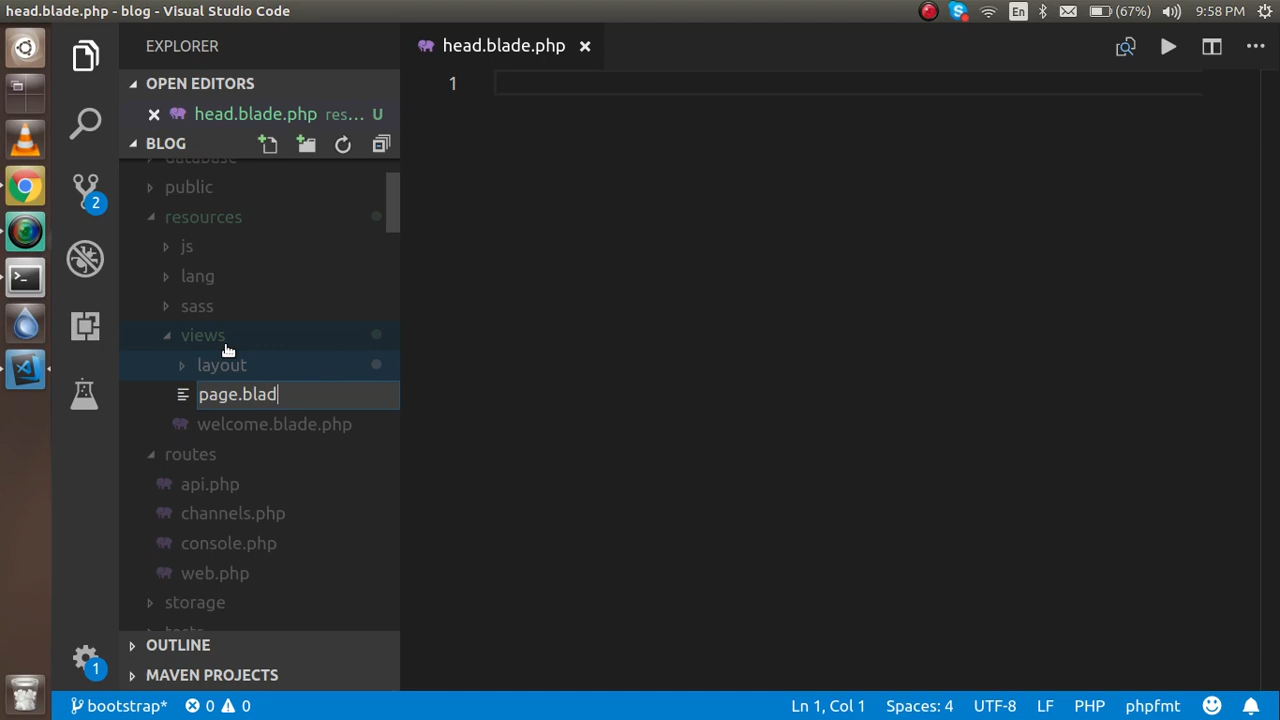 head.blade.php - blog - Visual Studio Code
En
(67%)
9:58 PM
EXPLORER
head.blade.php
OPEN EDITORS
head.blade.php res... U
1
BLOG
database
public
2
resources
js
lang
sass
views
layout
page.blad
welcome.blade.php
routes
api.php
channels.php
console.php
web.php
storage
tests
OUTLINE
1
MAVEN PROJECTS
bootstrap* 0 0
Ln 1, Col 1 Spaces: 4 UTF-8 LF PHP phpfmt